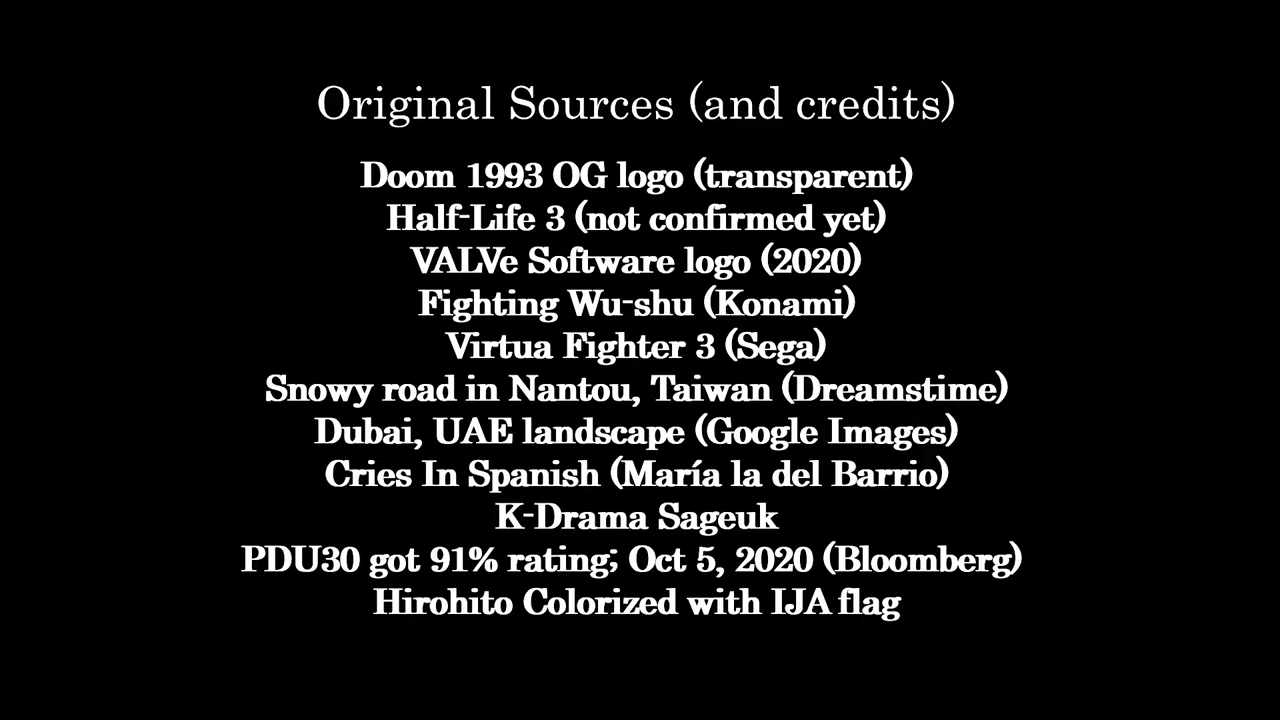 Original Sources (and credits)
Doom 1993 OG logo (transparent)
Half-Life 3 (not confirmed yet)
VALVe Software logo (2020)
Fighting Wu-shu (Konami)
Virtua Fighter 3 (Sega)
Snowy road in Nantou, Taiwan (Dreamstime)
Dubai, UAE landscape (Google Images)
Cries In Spanish (María la del Barrio)
K-Drama Sageuk
PDU30 got 91% rating; Oct 5, 2020 (Bloomberg)
Hirohito Colorized with IJA flag